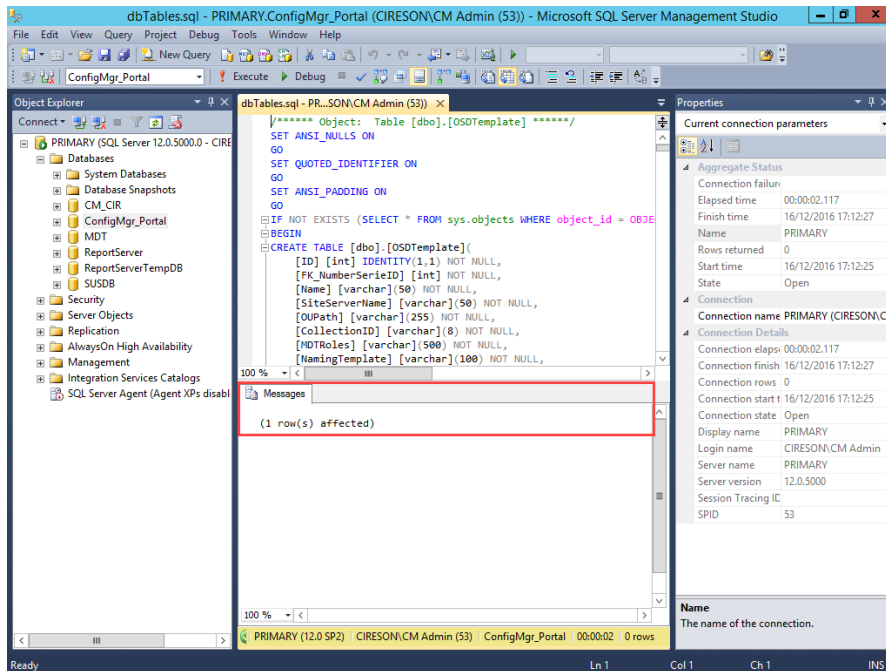 dbTables.sql - PRIMARY.ConfigMgr_Portal (CIRESON\CM Admin (53)) - Microsoft SQL Server Management Studio
File Edit View Query Project Debug Tools Window Help
New Query
ConfigMgr_Portal
Execute Debug
Object Explorer
Connect
PRIMARY (SQL Server 12.0.5000.0 - CIRE
Databases
System Databases
Database Snapshots
CM_CIR
ConfigMgr_Portal
MDT
ReportServer
ReportServerTempDB
SUSDB
Security
Server Objects
Replication
AlwaysOn High Availability
Management
Integration Services Catalogs
SQL Server Agent (Agent XPs disabl
dbTables.sql - PR...SON\CM Admin (53))
/****** Object:  Table [dbo].[OSDTemplate] ******/
SET ANSI_NULLS ON
GO
SET QUOTED_IDENTIFIER ON
GO
SET ANSI_PADDING ON
GO
IF NOT EXISTS (SELECT * FROM sys.objects WHERE object_id = OBJE
BEGIN
CREATE TABLE [dbo].[OSDTemplate](
[ID] [int] IDENTITY(1,1) NOT NULL,
[FK_NumberSerieID] [int] NOT NULL,
[Name] [varchar](50) NOT NULL,
[SiteServerName] [varchar](50) NOT NULL,
[OUPath] [varchar](255) NOT NULL,
[CollectionID] [varchar](8) NOT NULL,
[MDTRoles] [varchar](500) NOT NULL,
[NamingTemplate] [varchar](100) NOT NULL,
100 %
Messages
(1 row(s) affected)
100 %
PRIMARY (12.0 SP2) CIRESON\CM Admin (53) ConfigMgr_Portal 00:00:02 0 rows
Properties
Current connection parameters
Aggregate Status
Connection failure
Elapsed time 00:00:02.117
Finish time 16/12/2016 17:12:27
Name PRIMARY
Rows returned 0
Start time 16/12/2016 17:12:25
State Open
Connection
Connection name PRIMARY (CIRESON\C
Connection Details
Connection elaps 00:00:02.117
Connection finish 16/12/2016 17:12:27
Connection rows 0
Connection start t 16/12/2016 17:12:25
Connection state Open
Display name PRIMARY
Login name CIRESON\CM Admin
Server name PRIMARY
Server version 12.0.5000
Session Tracing ID
SPID 53
Name
The name of the connection.
Ready Ln 1 Col 1 Ch 1 INS